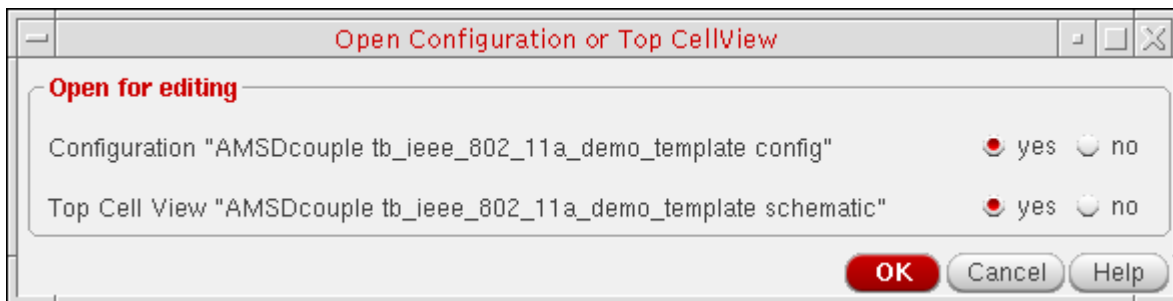 Open Configuration or Top CellView
Open for editing
Configuration "AMSDcouple tb_ieee_802_11a_demo_template config" yes no
Top Cell View "AMSDcouple tb_ieee_802_11a_demo_template schematic" yes no
OK Cancel Help